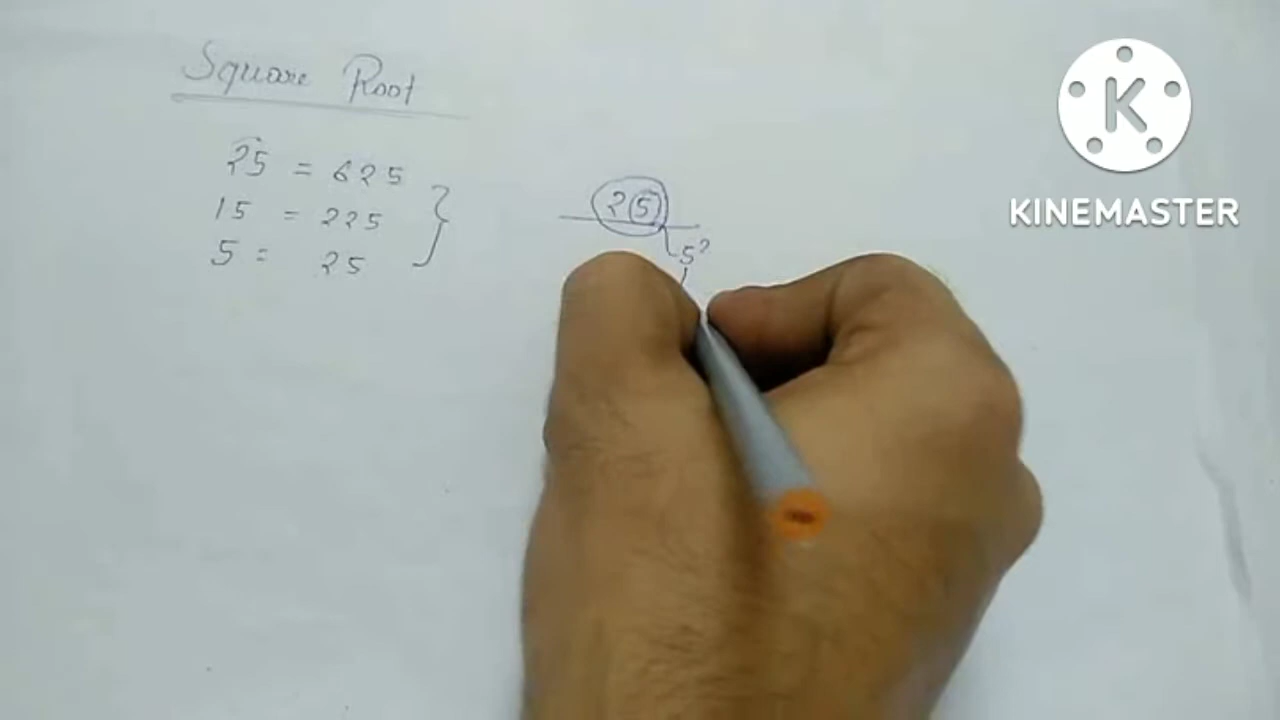 Square Root
25 = 625
15 = 225
5 = 25
25
5²
KINEMASTER